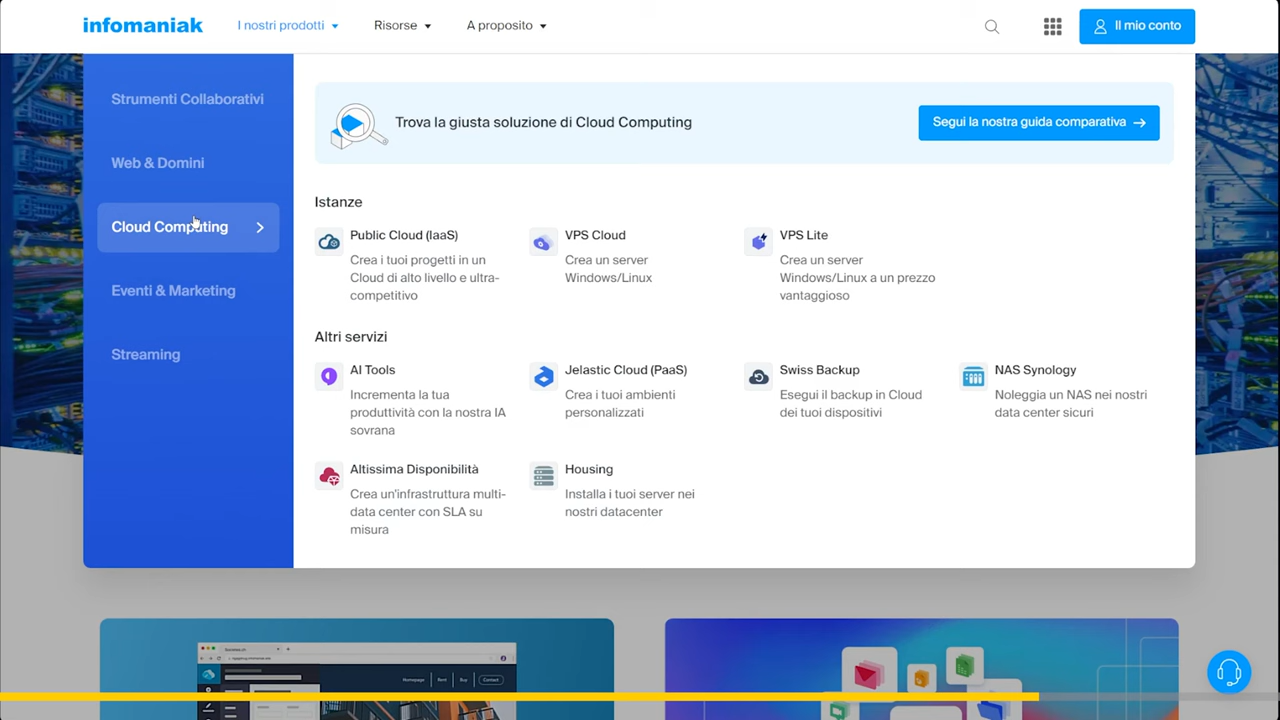 infomaniak
I nostri prodotti
Risorse
A proposito
Il mio conto
Strumenti Collaborativi
Web & Domini
Cloud Computing
Eventi & Marketing
Streaming
Trova la giusta soluzione di Cloud Computing
Segui la nostra guida comparativa →
Istanze
Public Cloud (IaaS)
Crea i tuoi progetti in un
Cloud di alto livello e ultra-
competitivo
VPS Cloud
Crea un server
Windows/Linux
VPS Lite
Crea un server
Windows/Linux a un prezzo
vantaggioso
Altri servizi
AI Tools
Incrementa la tua
produttività con la nostra IA
sovrana
Jelastic Cloud (PaaS)
Crea i tuoi ambienti
personalizzati
Swiss Backup
Esegui il backup in Cloud
dei tuoi dispositivi
NAS Synology
Noleggia un NAS nei nostri
data center sicuri
Altissima Disponibilità
Crea un'infrastruttura multi-
data center con SLA su
misura
Housing
Installa i tuoi server nei
nostri datacenter
Homepage
Rent
Buy
Contact